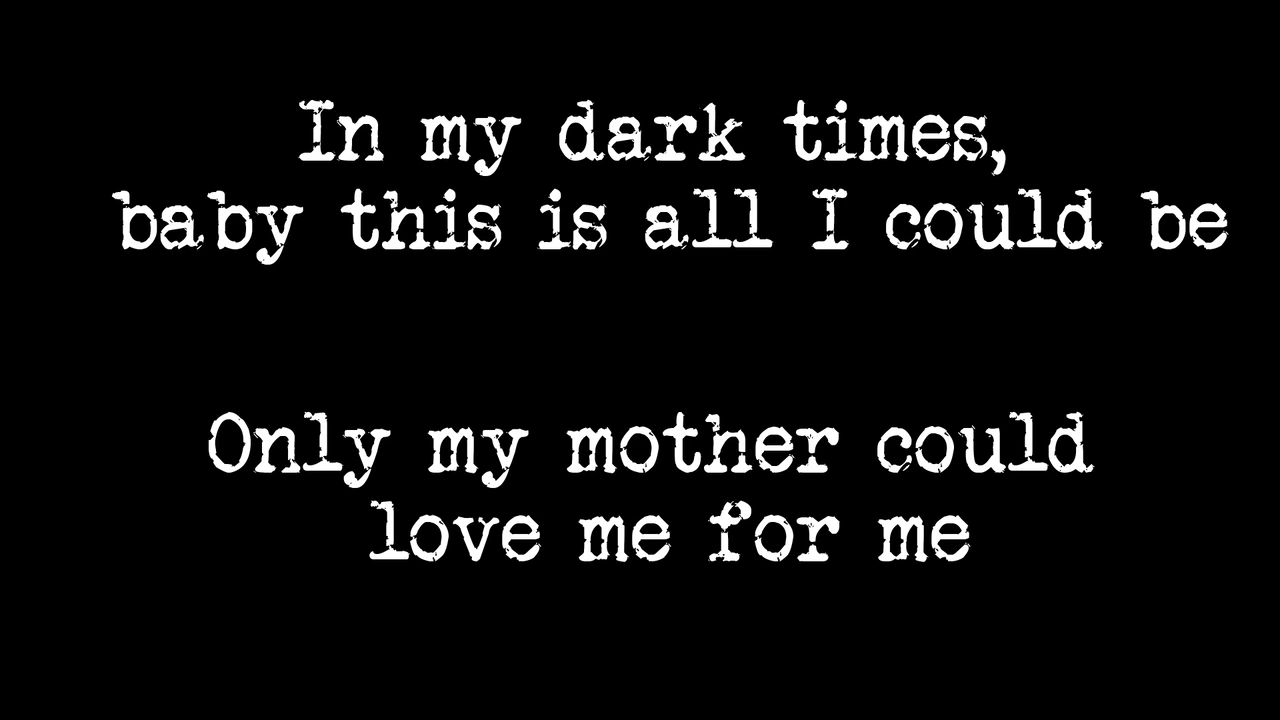 In my dark times,
baby this is all I could be
Only my mother could
love me for me